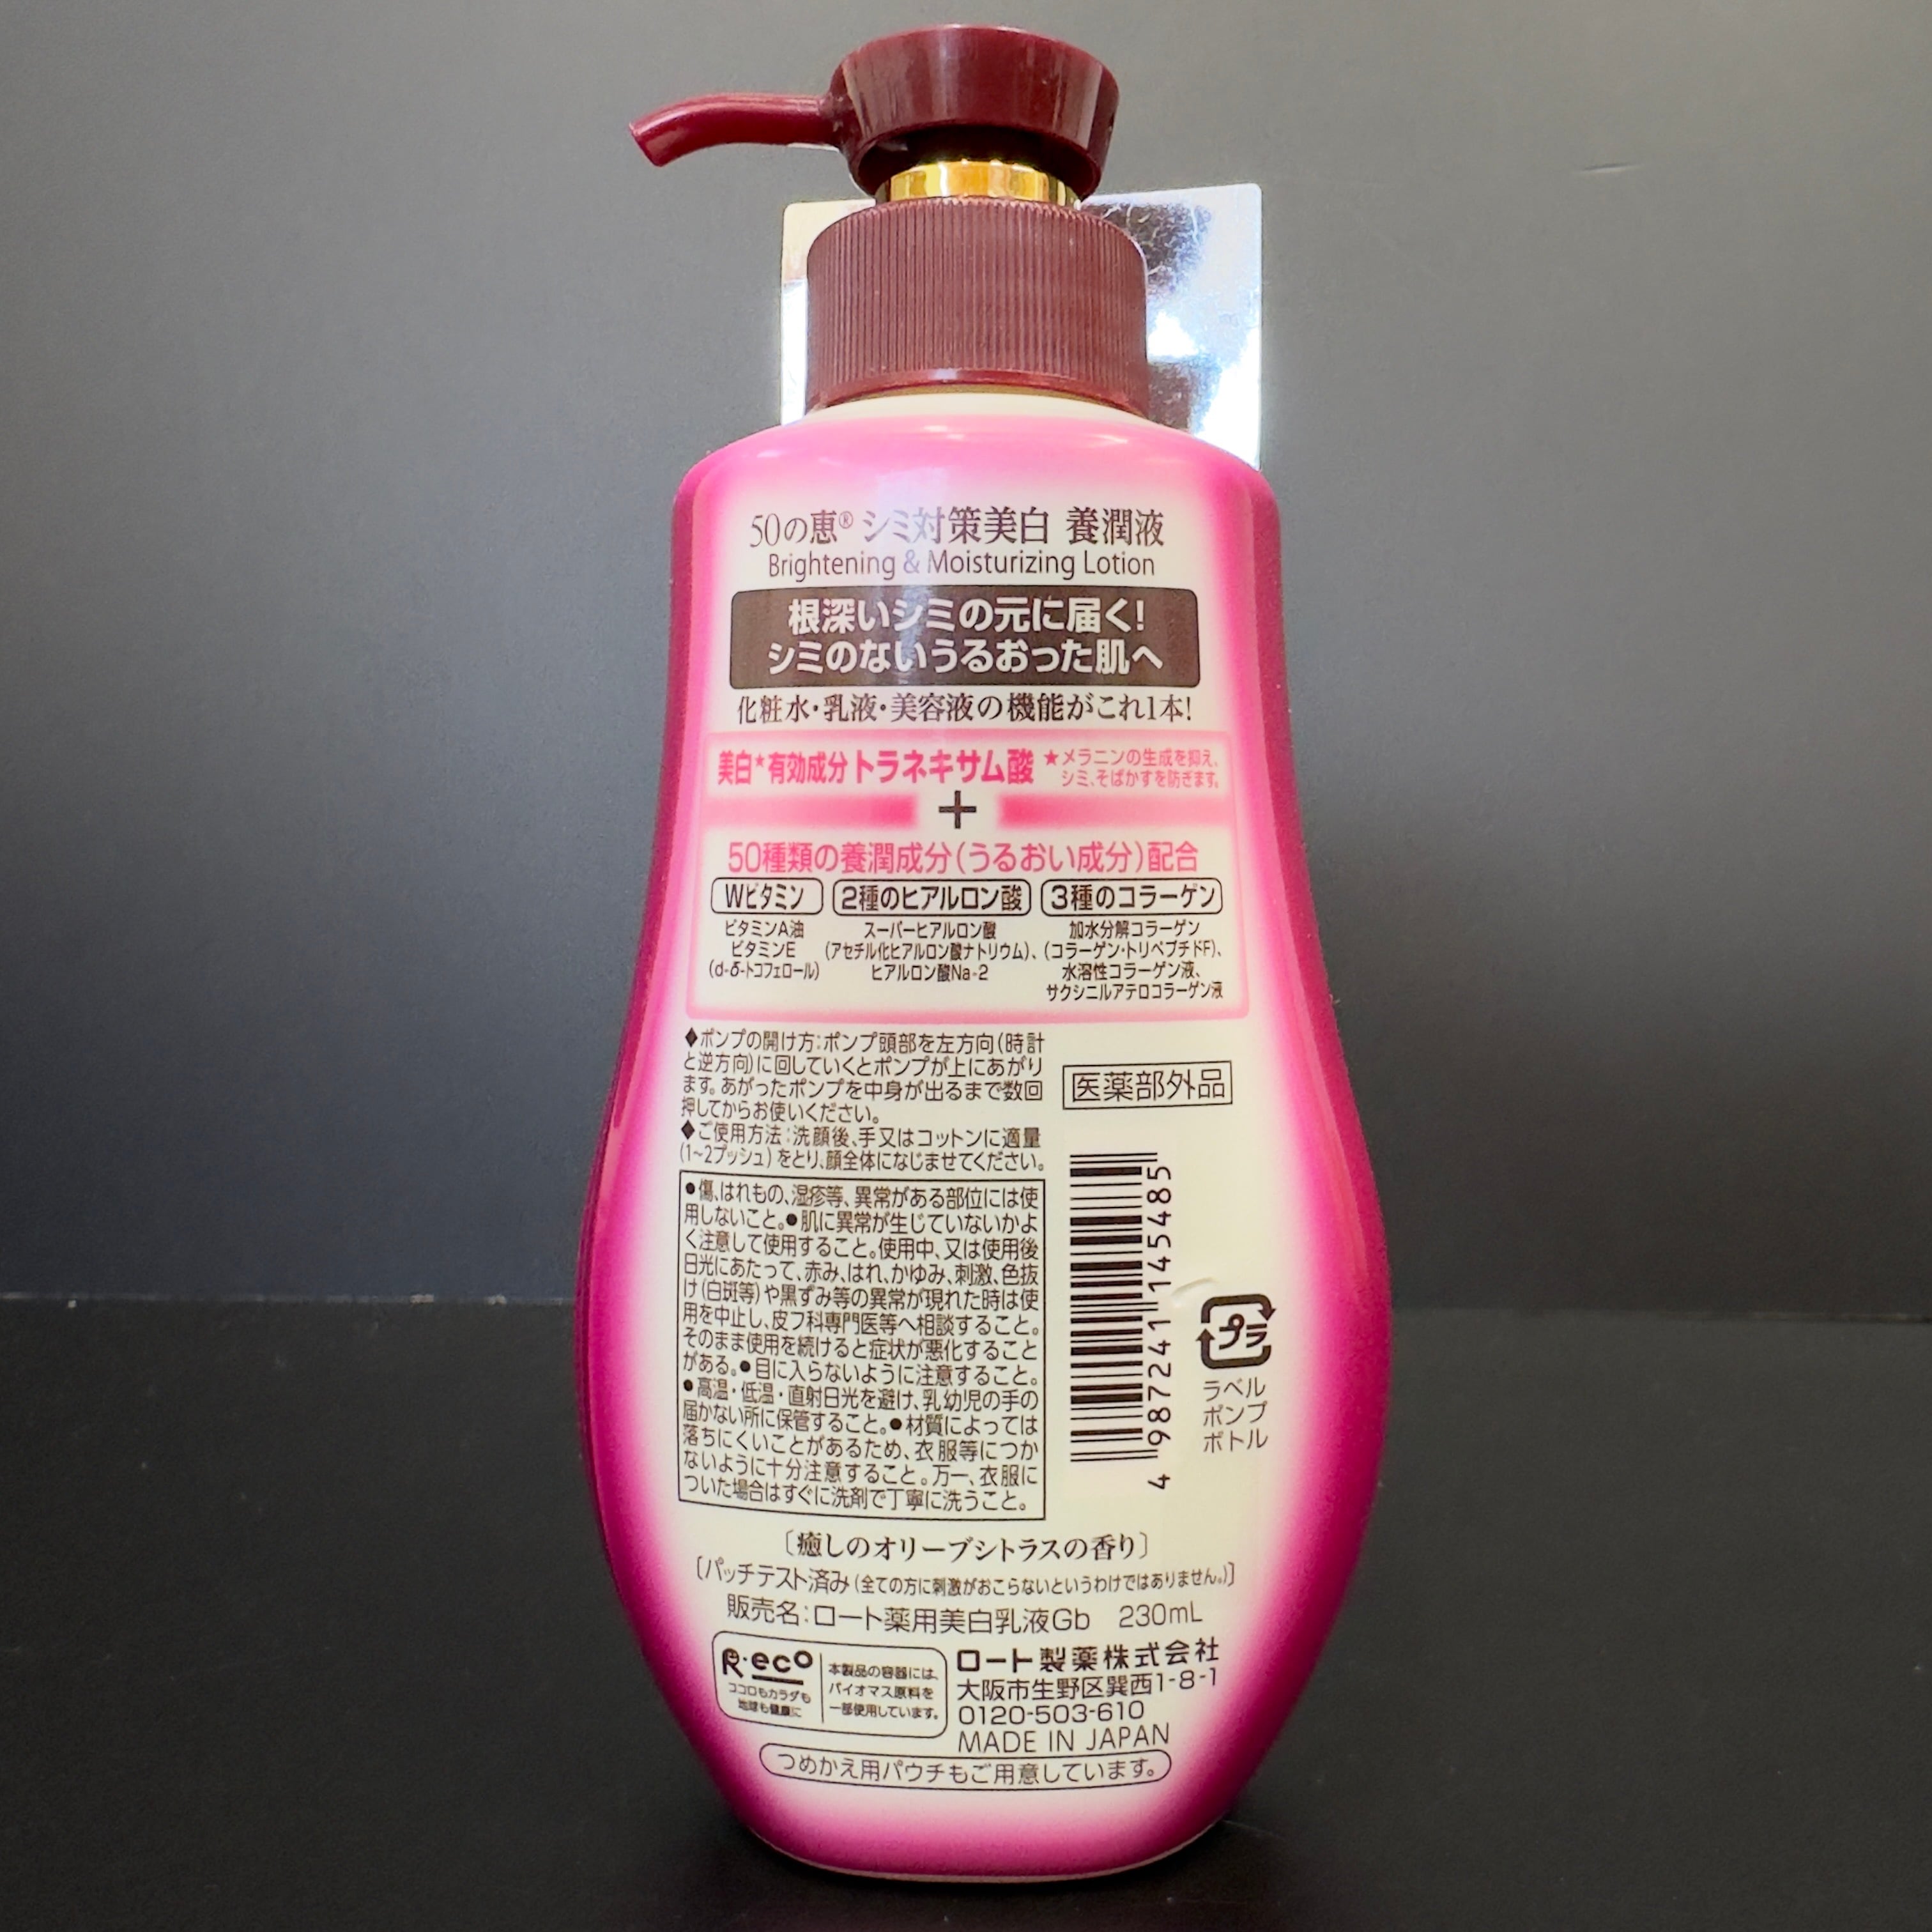 50の恵® シミ対策美白 養潤液
Brightening & Moisturizing Lotion
根深いシミの元に届く!
シミのないうるおった肌へ
化粧水・乳液・美容液の機能がこれ1本!
美白*有効成分トラネキサム酸
★メラニンの生成を抑え、
シミ、そばかすを防ぎます。
+
50種類の養潤成分(うるおい成分)配合
Wビタミン
ビタミンA油
ビタミンE
(d-δ-トコフェロール)
2種のヒアルロン酸
スーパーヒアルロン酸
(アセチル化ヒアルロン酸ナトリウム)、
ヒアルロン酸Na-2
3種のコラーゲン
加水分解コラーゲン
(コラーゲン・トリペプチドF)、
水溶性コラーゲン液、
サクシニルアテロコラーゲン液
◆ポンプの開け方:ポンプ頭部を左方向(時計
と逆方向)に回していくとポンプが上にあがり
ます。あがったポンプを中身が出るまで数回
押してからお使いください。
◆ご使用方法:洗顔後、手又はコットンに適量
(1~2プッシュ)をとり、顔全体になじませてください。
医薬部外品
●傷、はれもの、湿疹等、異常がある部位には使
用しないこと。●肌に異常が生じていないかよ
く注意して使用すること。使用中、又は使用後
日光にあたって、赤み、はれ、かゆみ、刺激、色抜
け(白斑等)や黒ずみ等の異常が現れた時は使
用を中止し、皮フ科専門医等へ相談すること。
そのまま使用を続けると症状が悪化すること
がある。●目に入らないように注意すること。
●高温・低温・直射日光を避け、乳幼児の手の
届かない所に保管すること。●材質によっては
落ちにくいことがあるため、衣服等につか
ないように十分注意すること。万一、衣服に
ついた場合はすぐに洗剤で丁寧に洗うこと。
4 987241 145485
プラ
ラベル
ポンプ
ボトル
〔癒しのオリーブシトラスの香り〕
〔パッチテスト済み(全ての方に刺激がおこらないというわけではありません。)〕
販売名:ロート薬用美白乳液Gb 230mL
R・eco
ココロもカラダも
地球も健康に
本製品の容器には、
バイオマス原料を
一部使用しています。
ロート製薬株式会社
大阪市生野区巽西1-8-1
0120-503-610
MADE IN JAPAN
つめかえ用パウチもご用意しています。